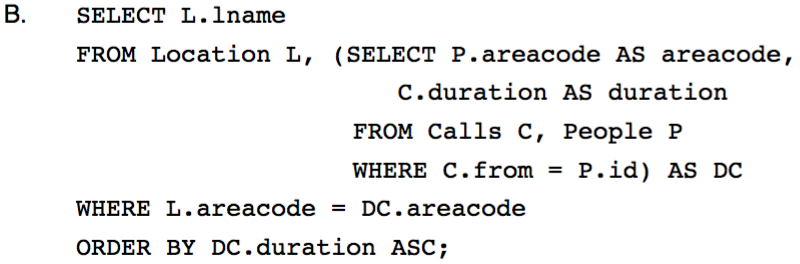 B. SELECT L.lname
FROM Location L, (SELECT P.areacode AS areacode,
C.duration AS duration
FROM Calls C, People P
WHERE C.from = P.id) AS DC
WHERE L.areacode = DC.areacode
ORDER BY DC.duration ASC;